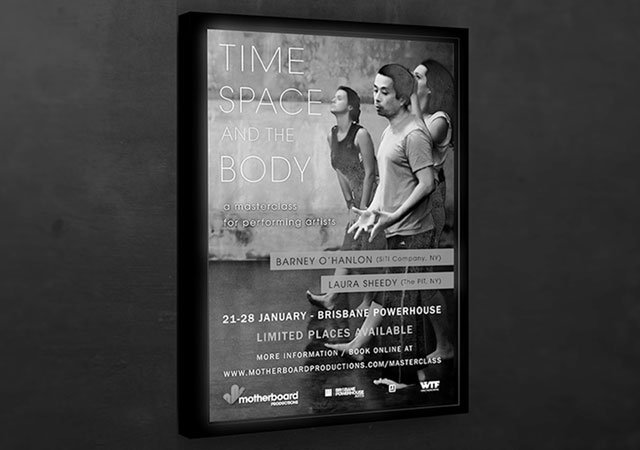 TIME
SPACE
AND THE
BODY
a masterclass
for performing artists
BARNEY O'HANLON (SITI Company, NY)
LAURA SHEEDY (The PIT, NY)
21-28 JANUARY - BRISBANE POWERHOUSE
LIMITED PLACES AVAILABLE
MORE INFORMATION / BOOK ONLINE AT
WWW.MOTHERBOARDPRODUCTIONS.COM/MASTERCLASS
motherboard
PRODUCTIONS
BRISBANE
POWERHOUSE
ARTS
WTF